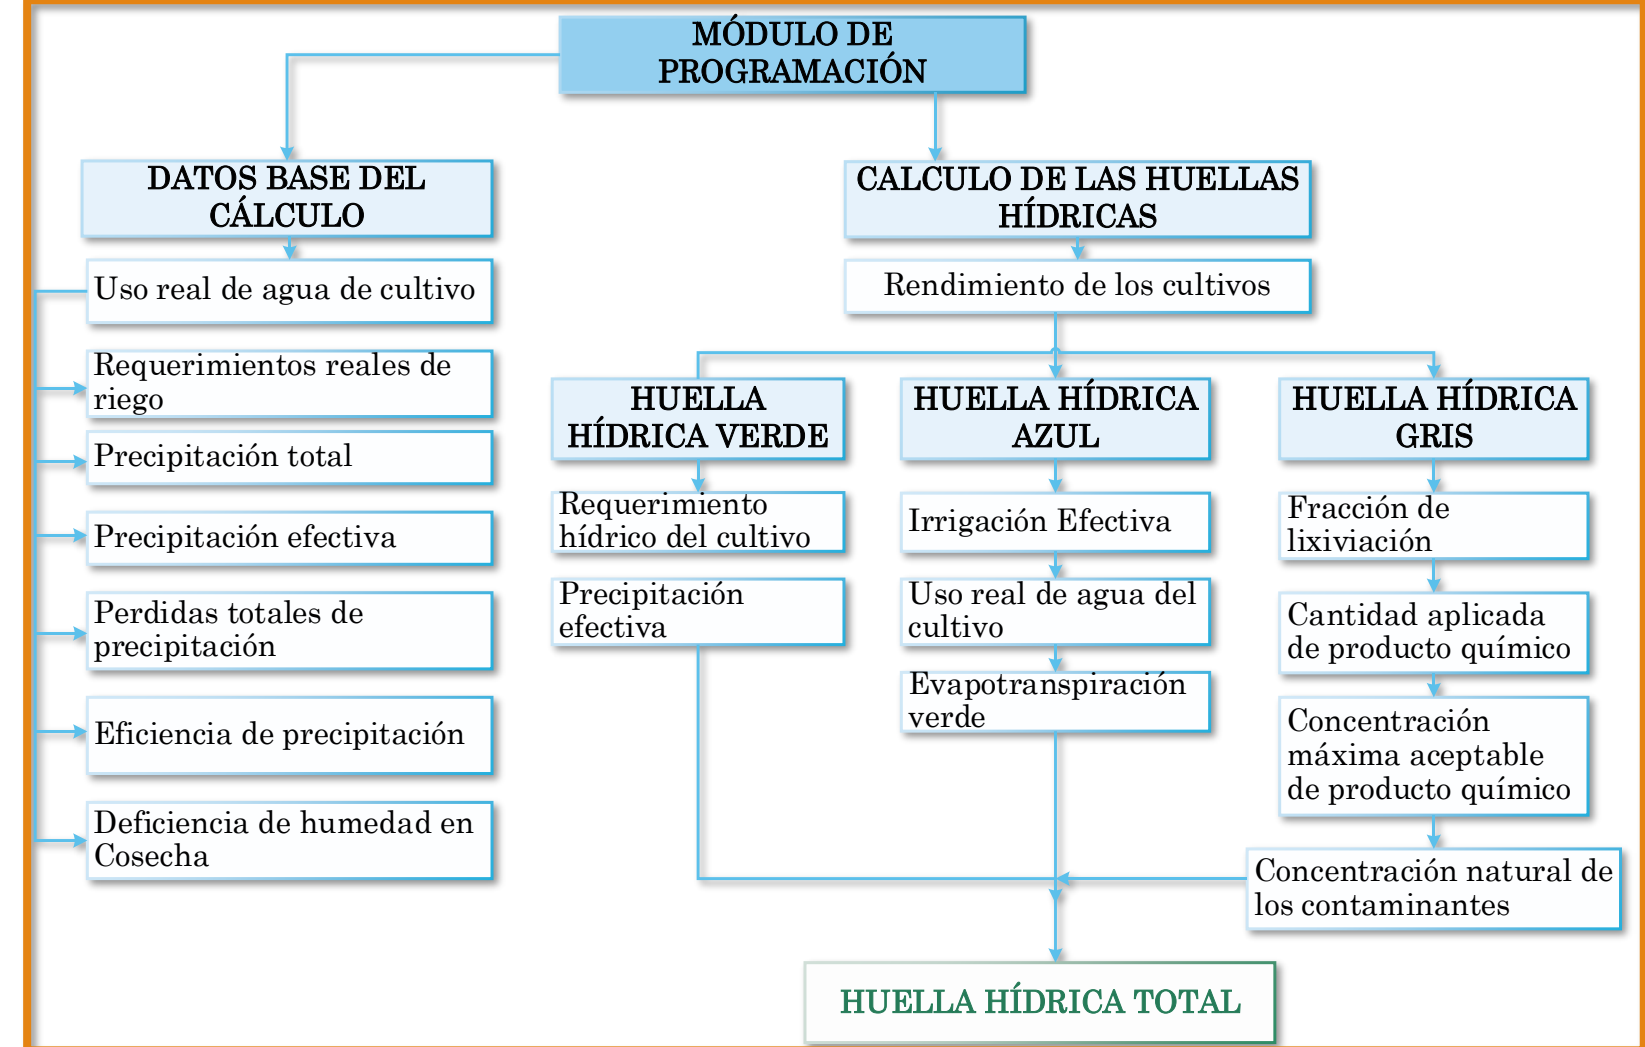 MÓDULO DE
PROGRAMACIÓN
DATOS BASE DEL
CÁLCULO
Uso real de agua de cultivo
Requerimientos reales de
riego
Precipitación total
Precipitación efectiva
Perdidas totales de
precipitación
Eficiencia de precipitación
Deficiencia de humedad en
Cosecha
CALCULO DE LAS HUELLAS
HÍDRICAS
Rendimiento de los cultivos
HUELLA
HÍDRICA VERDE
Requerimiento
hídrico del cultivo
Precipitación
efectiva
HUELLA HÍDRICA
AZUL
Irrigación Efectiva
Uso real de agua del
cultivo
Evapotranspiración
verde
HUELLA HÍDRICA
GRIS
Fracción de
lixiviación
Cantidad aplicada
de producto químico
Concentración
máxima aceptable
de producto químico
Concentración natural de
los contaminantes
HUELLA HÍDRICA TOTAL